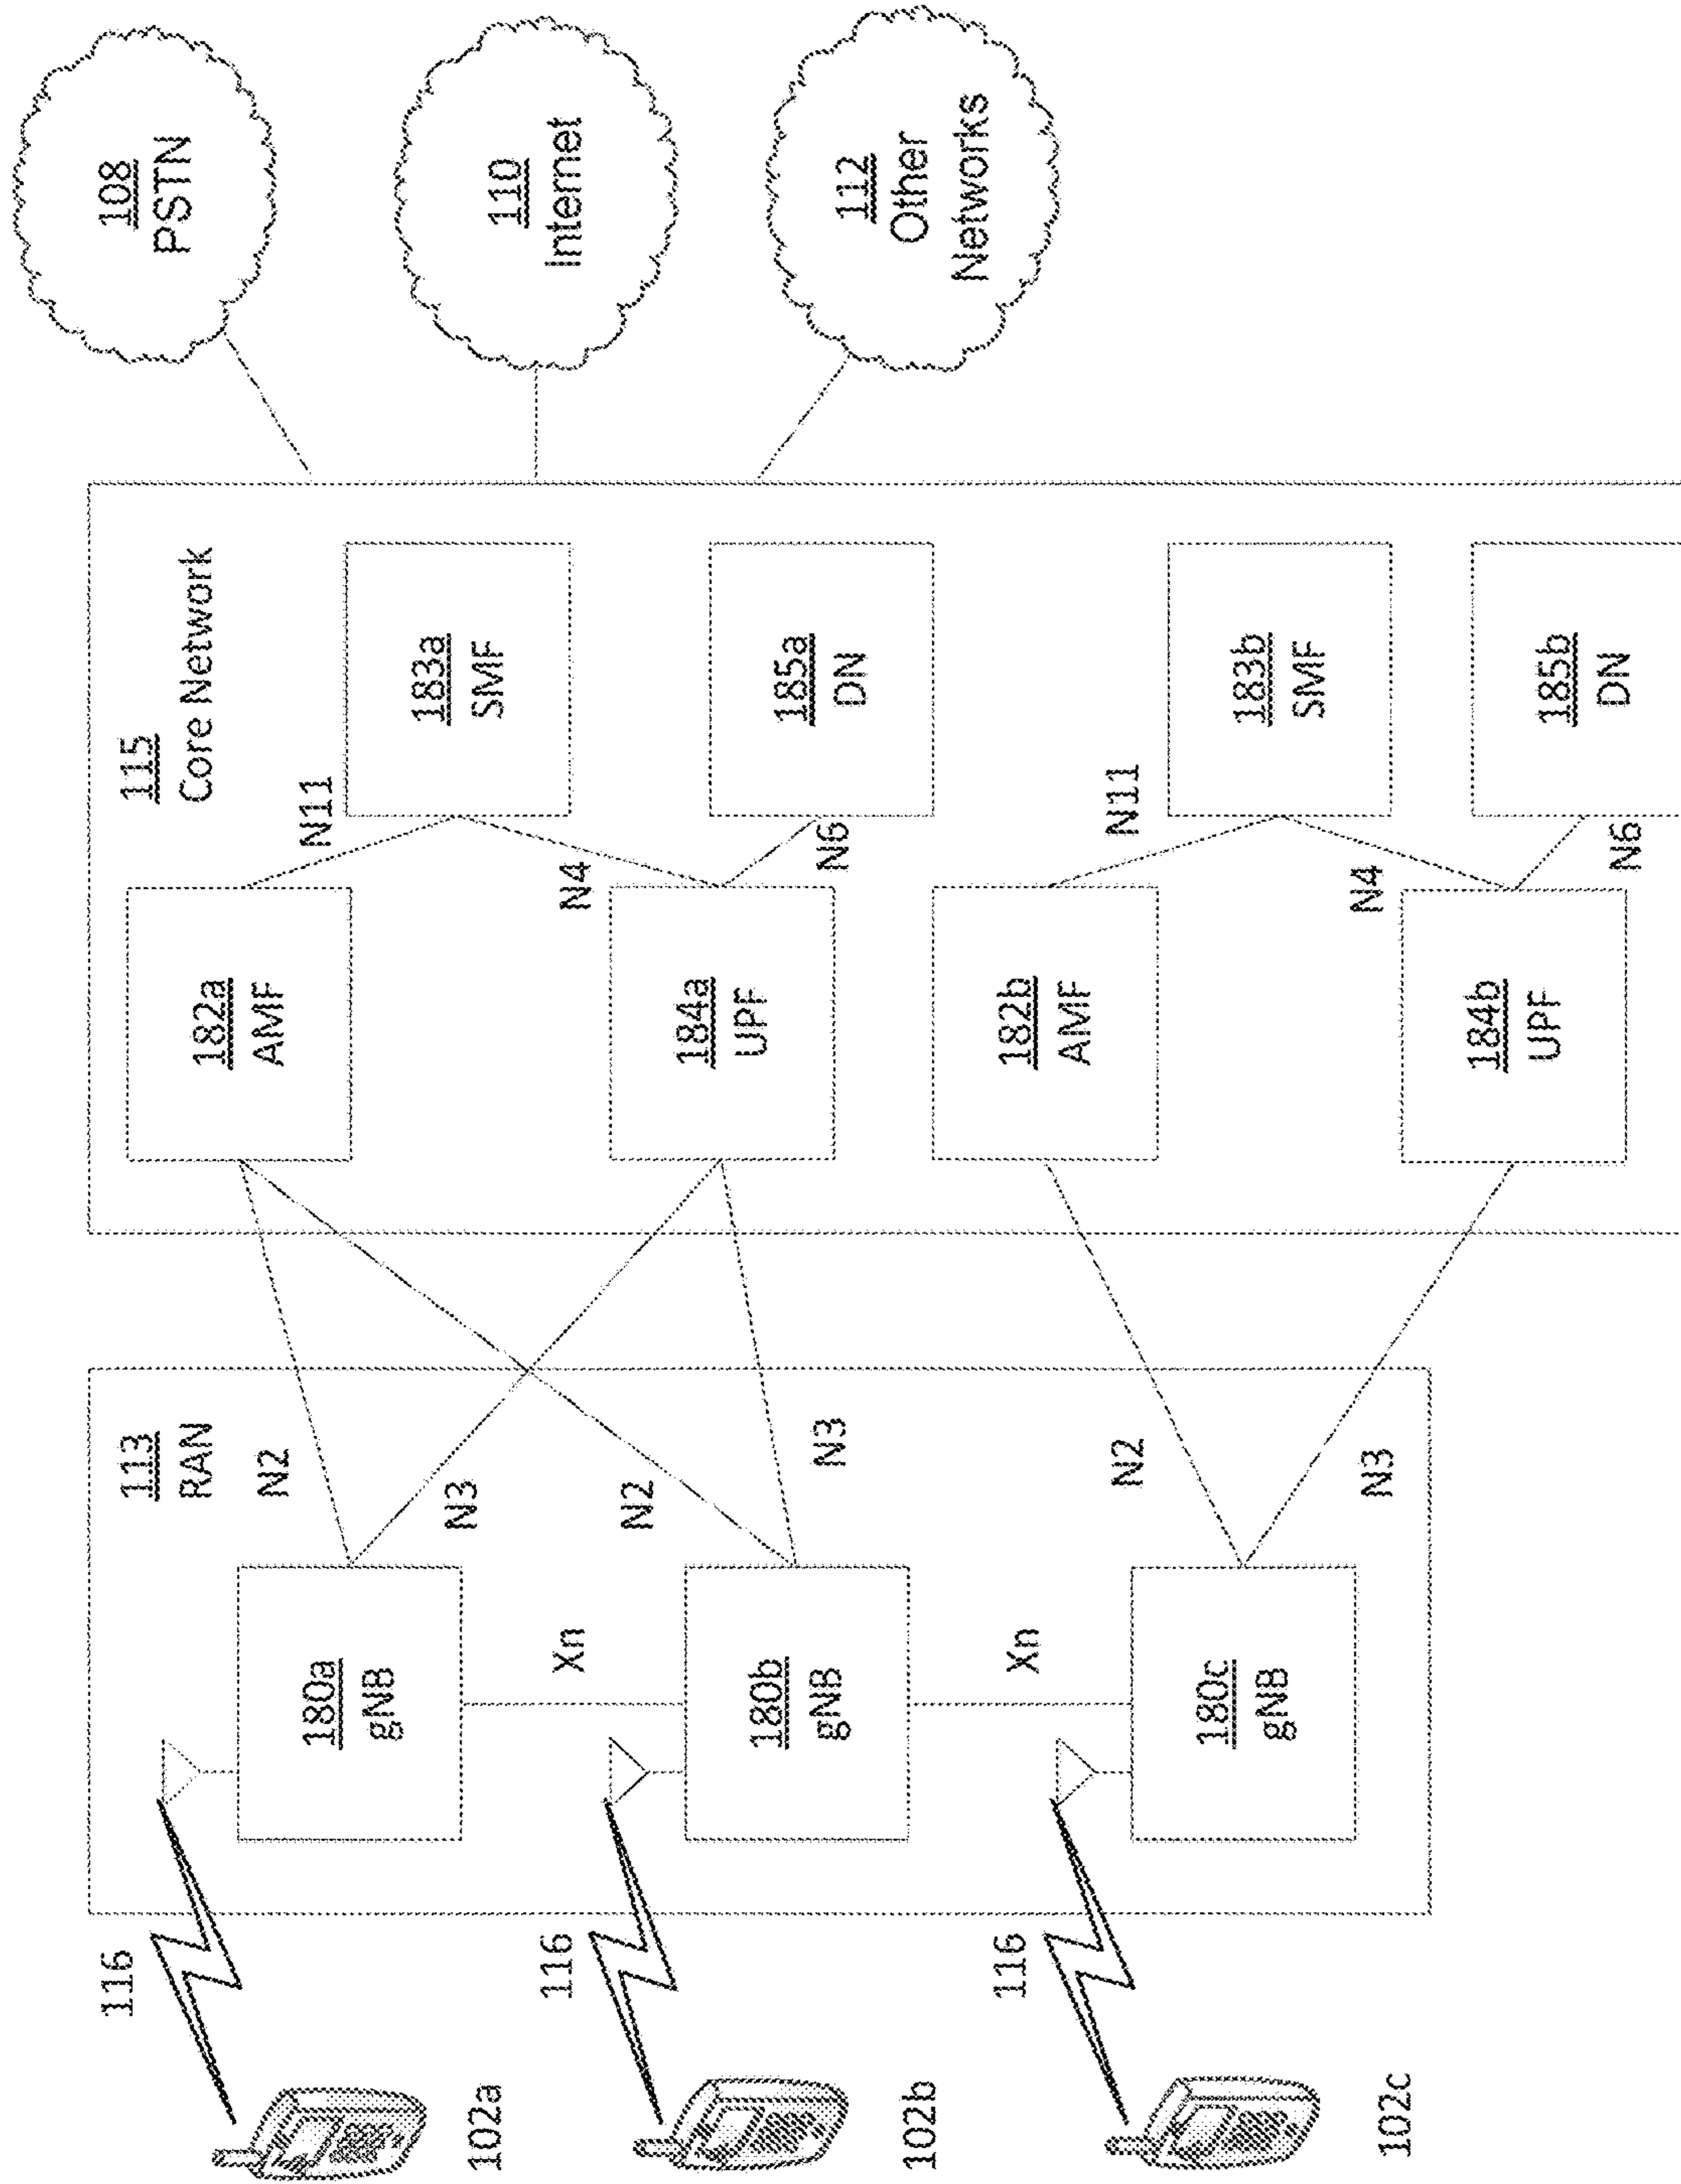 102a
116
102b
116
102c
116
113
RAN
180a
gNB
N2
N3
Xn
180b
gNB
N2
N3
Xn
180c
gNB
N2
N3
115
Core Network
182a
AMF
N11
183a
SMF
N4
184a
UPF
N6
185a
DN
182b
AMF
N11
183b
SMF
N4
184b
UPF
N6
185b
DN
108
PSTN
110
Internet
112
Other
Networks